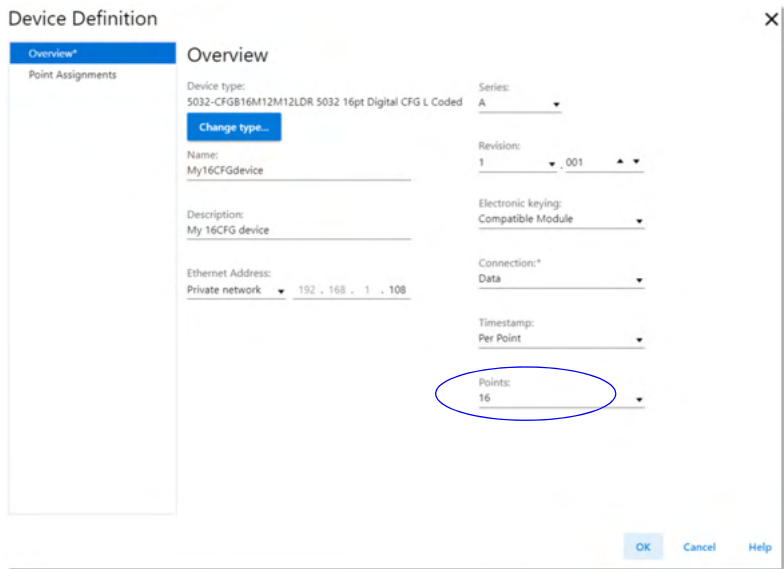 Device Definition
Overview*
Point Assignments
Overview
Device type:
5032-CFGB16M12M12LDR 5032 16pt Digital CFG L Coded
Change type...
Name:
My16CFGdevice
Description:
My 16CFG device
Ethernet Address:
Private network 192 . 168 . 1 . 108
Series:
A
Revision:
1 . 001
Electronic keying:
Compatible Module
Connection:*
Data
Timestamp:
Per Point
Points:
16
OK Cancel Help